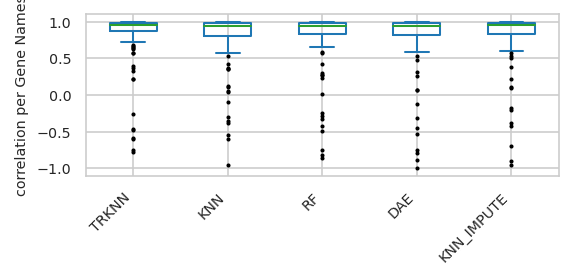 correlation per Gene Names
1.0
0.5
0.0
−0.5
−1.0
TRKNN
KNN
RF
DAE
KNN_IMPUTE